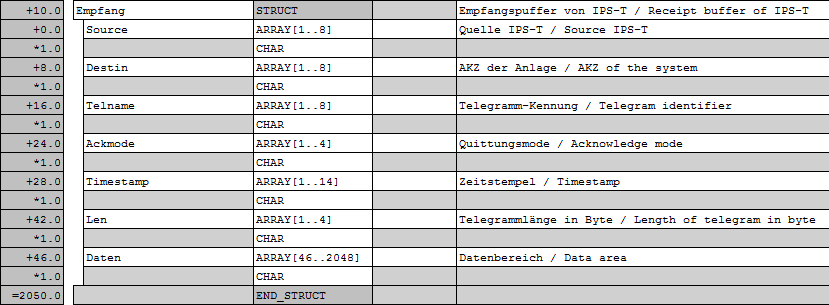 +10.0 Empfang STRUCT Empfangspuffer von IPS-T / Receipt buffer of IPS-T
+0.0 Source ARRAY[1..8] Quelle IPS-T / Source IPS-T
*1.0 CHAR
+8.0 Destin ARRAY[1..8] AKZ der Anlage / AKZ of the system
*1.0 CHAR
+16.0 Telname ARRAY[1..8] Telegramm-Kennung / Telegram identifier
*1.0 CHAR
+24.0 Ackmode ARRAY[1..4] Quittungsmode / Acknowledge mode
*1.0 CHAR
+28.0 Timestamp ARRAY[1..14] Zeitstempel / Timestamp
*1.0 CHAR
+42.0 Len ARRAY[1..4] Telegrammlänge in Byte / Length of telegram in byte
*1.0 CHAR
+46.0 Daten ARRAY[46..2048] Datenbereich / Data area
*1.0 CHAR
=2050.0 END_STRUCT